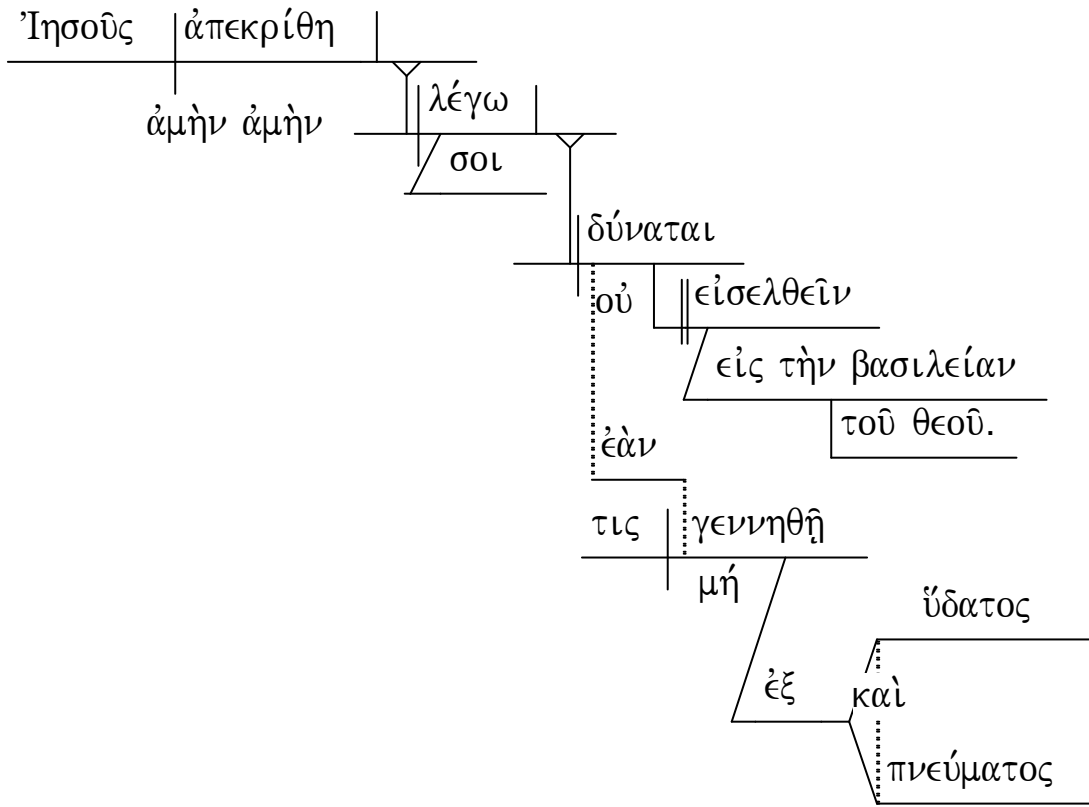 Ἰησοῦς ἀπεκρίθη
λέγω
ἀμὴν ἀμὴν
σοι
δύναται
οὐ
εἰσελθεῖν
εἰς τὴν βασιλείαν
τοῦ θεοῦ.
ἐὰν
τις γεννηθῇ
μή
ὕδατος
ἐξ
καὶ
πνεύματος